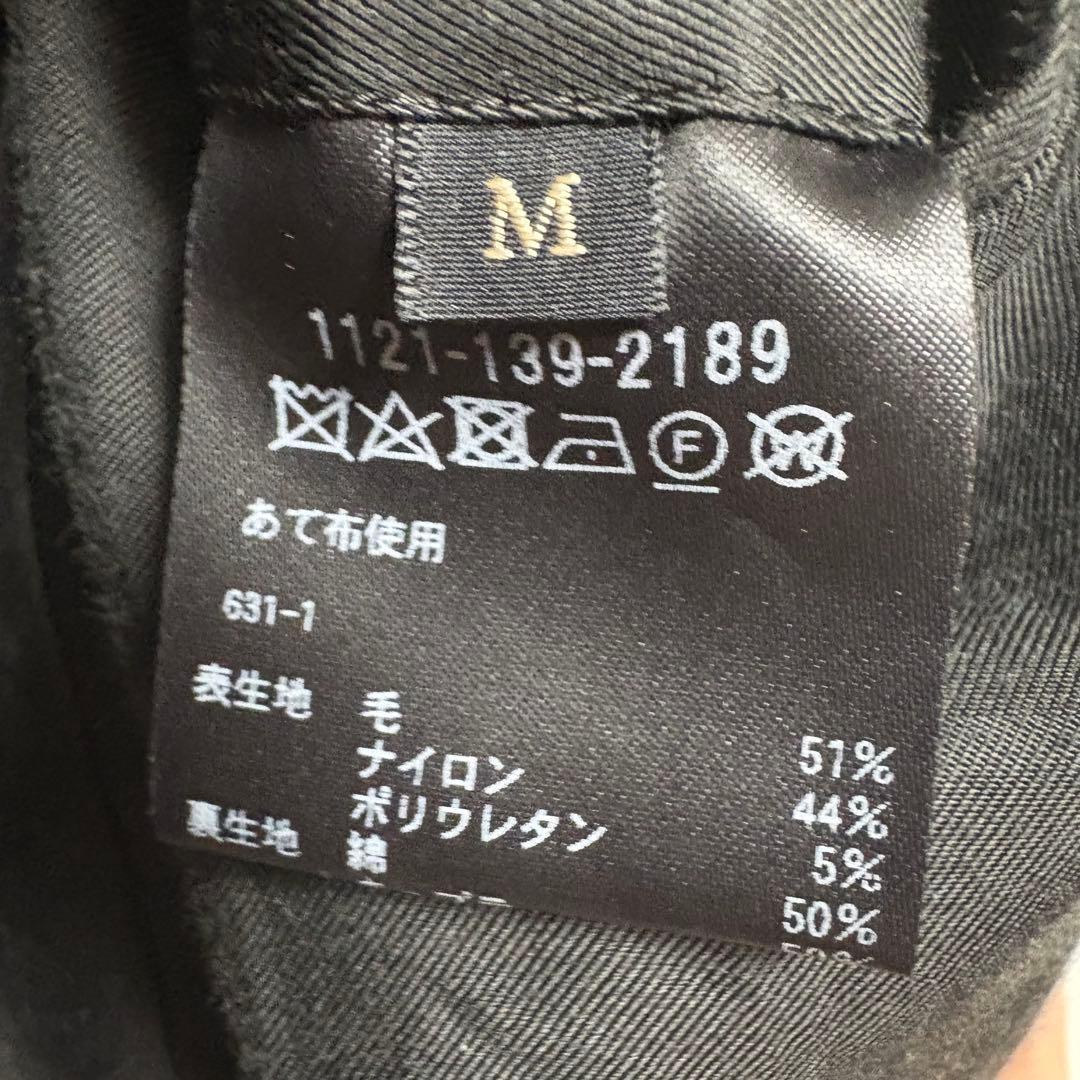 M
1121-139-2189
F
W
あて布使用
631-1
表生地 毛 51%
ナイロン 44%
ポリウレタン 5%
裏生地 綿 50%